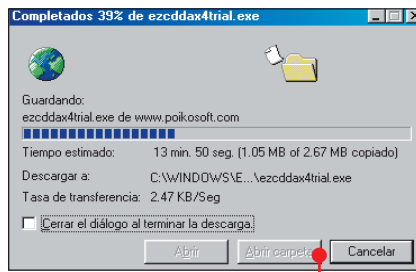 Completados 39% de ezcddax4trial.exe
Guardando:
ezcddax4trial.exe de www.poikosoft.com
Tiempo estimado: 13 min. 50 seg. (1.05 MB of 2.67 MB copiado)
Descargar a: C:\WINDOWS\E...\ezcddax4trial.exe
Tasa de transferencia: 2.47 KB/Seg
Cerrar el diálogo al terminar la descarga.
Abrir Abrir carpeta Cancelar